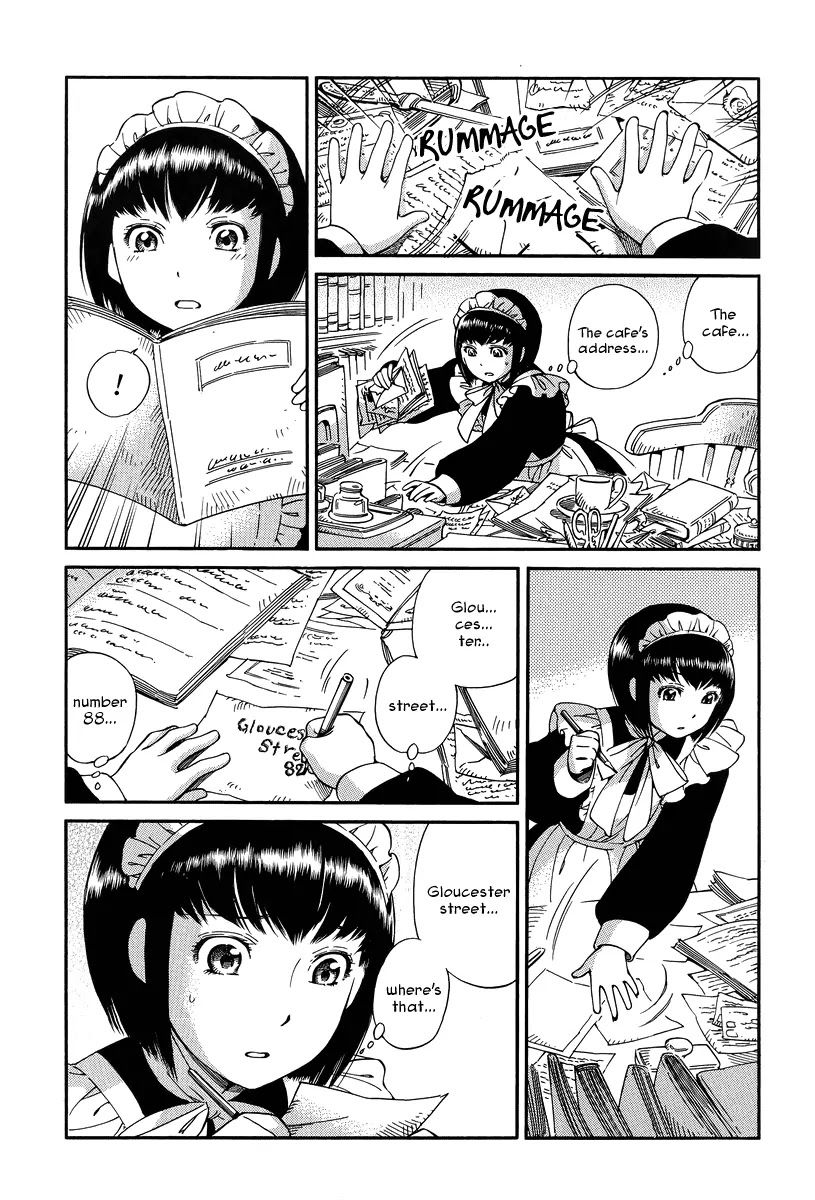 RUMMAGE
RUMMAGE
The
cafe...
The cafe's
address...
!
Glou...
ces...
ter...
street...
number
88...
Glouces
Stre
88
Gloucester
street...
where's
that...